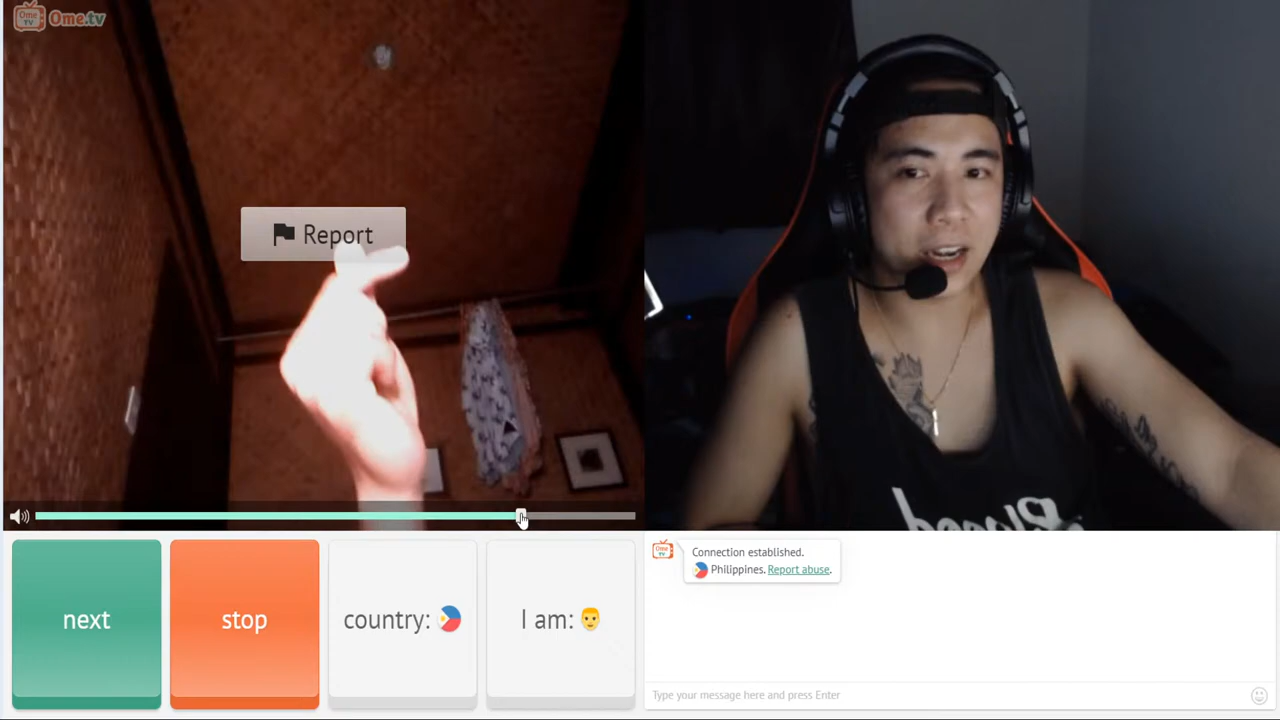 Ome.tv
Report
Connection established.
Philippines. Report abuse.
next
stop
country:
I am:
Type your message here and press Enter